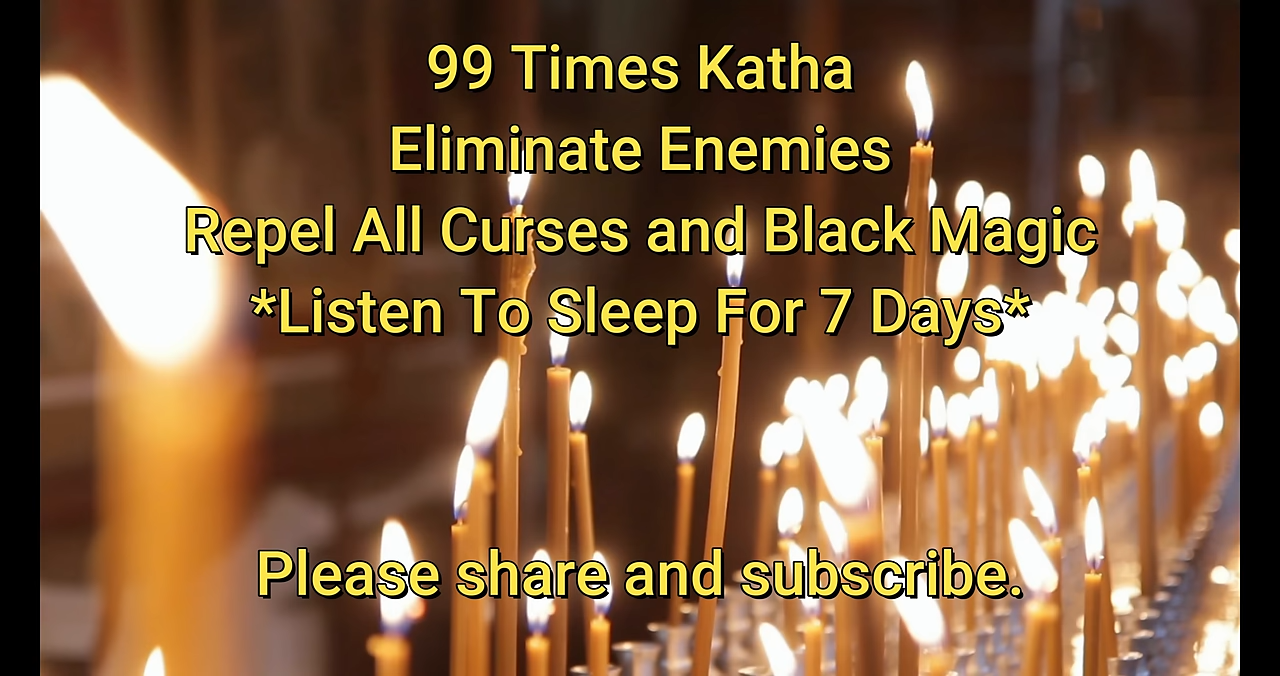 99 Times Katha
Eliminate Enemies
Repel All Curses and Black Magic
*Listen To Sleep For 7 Days*
Please share and subscribe.